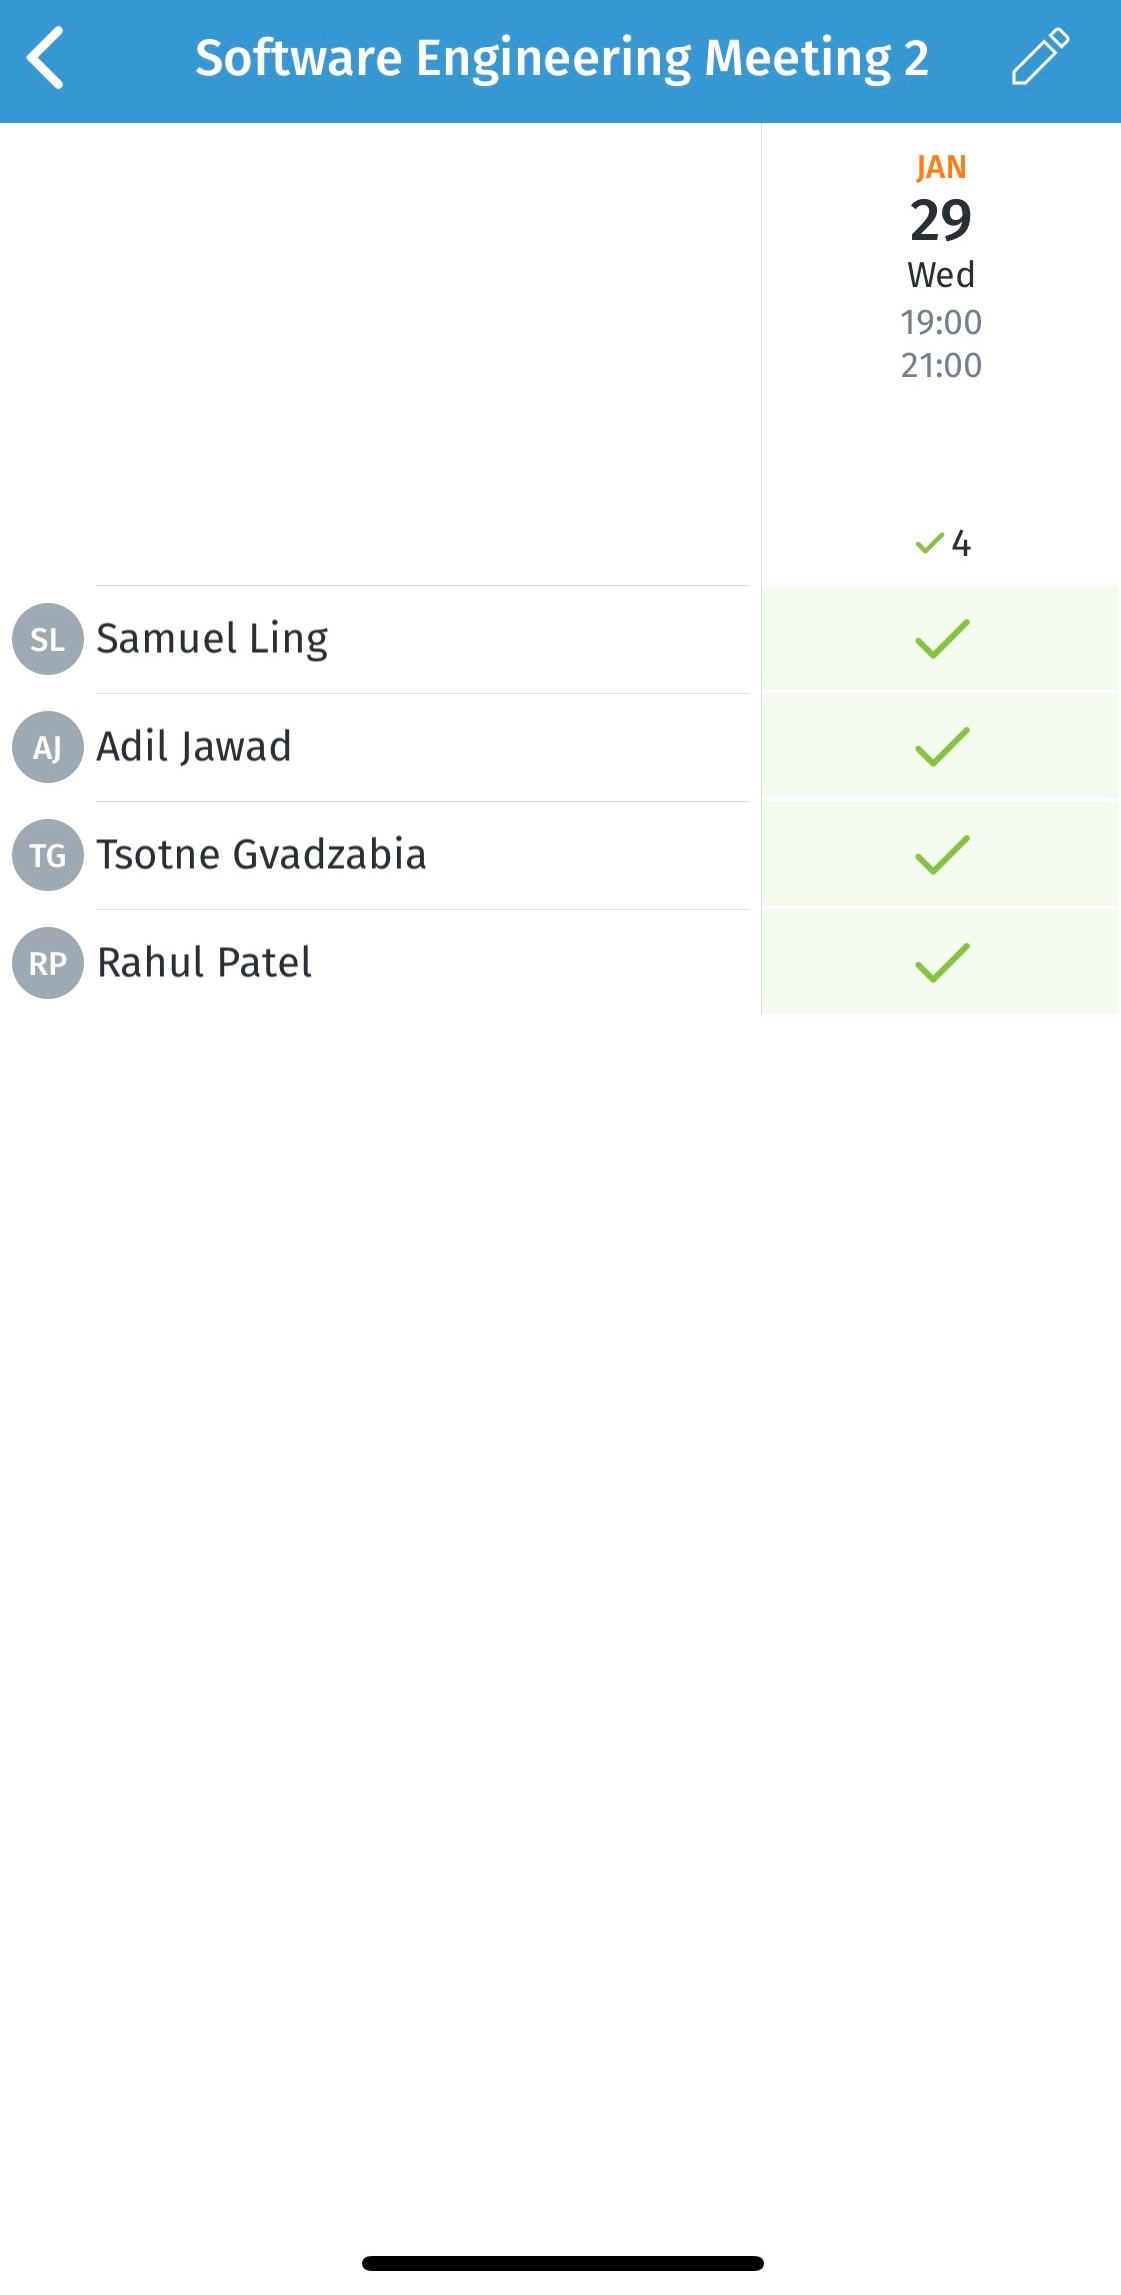 Software Engineering Meeting 2
JAN
29
Wed
19:00
21:00
4
SL Samuel Ling
AJ Adil Jawad
TG Tsotne Gvadzabia
RP Rahul Patel